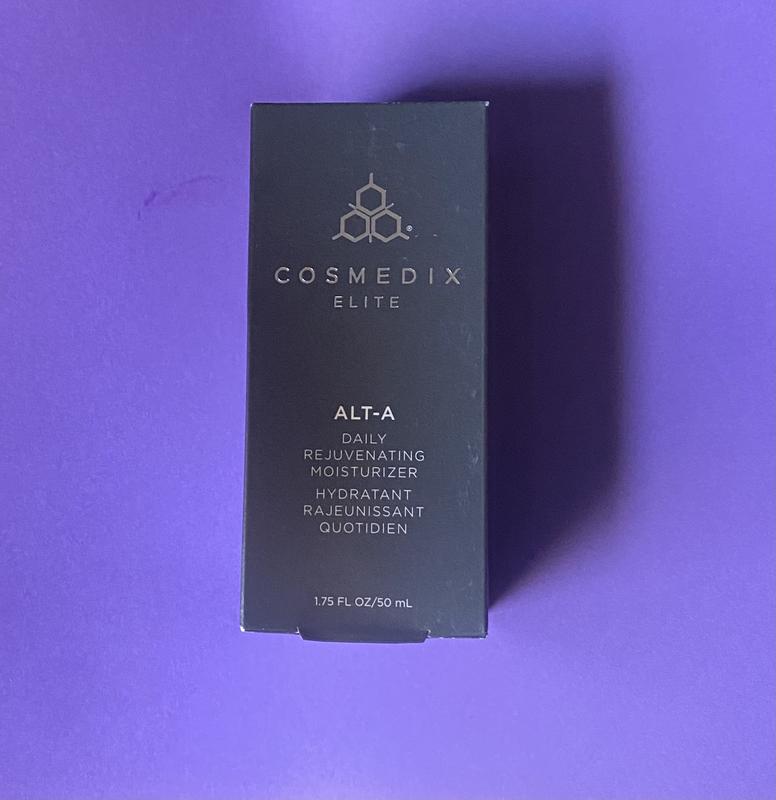 ®
COSMEDIX
ELITE
ALT-A
DAILY
REJUVENATING
MOISTURIZER
HYDRATANT
RAJEUNISSANT
QUOTIDIEN
1.75 FL OZ/50 mL